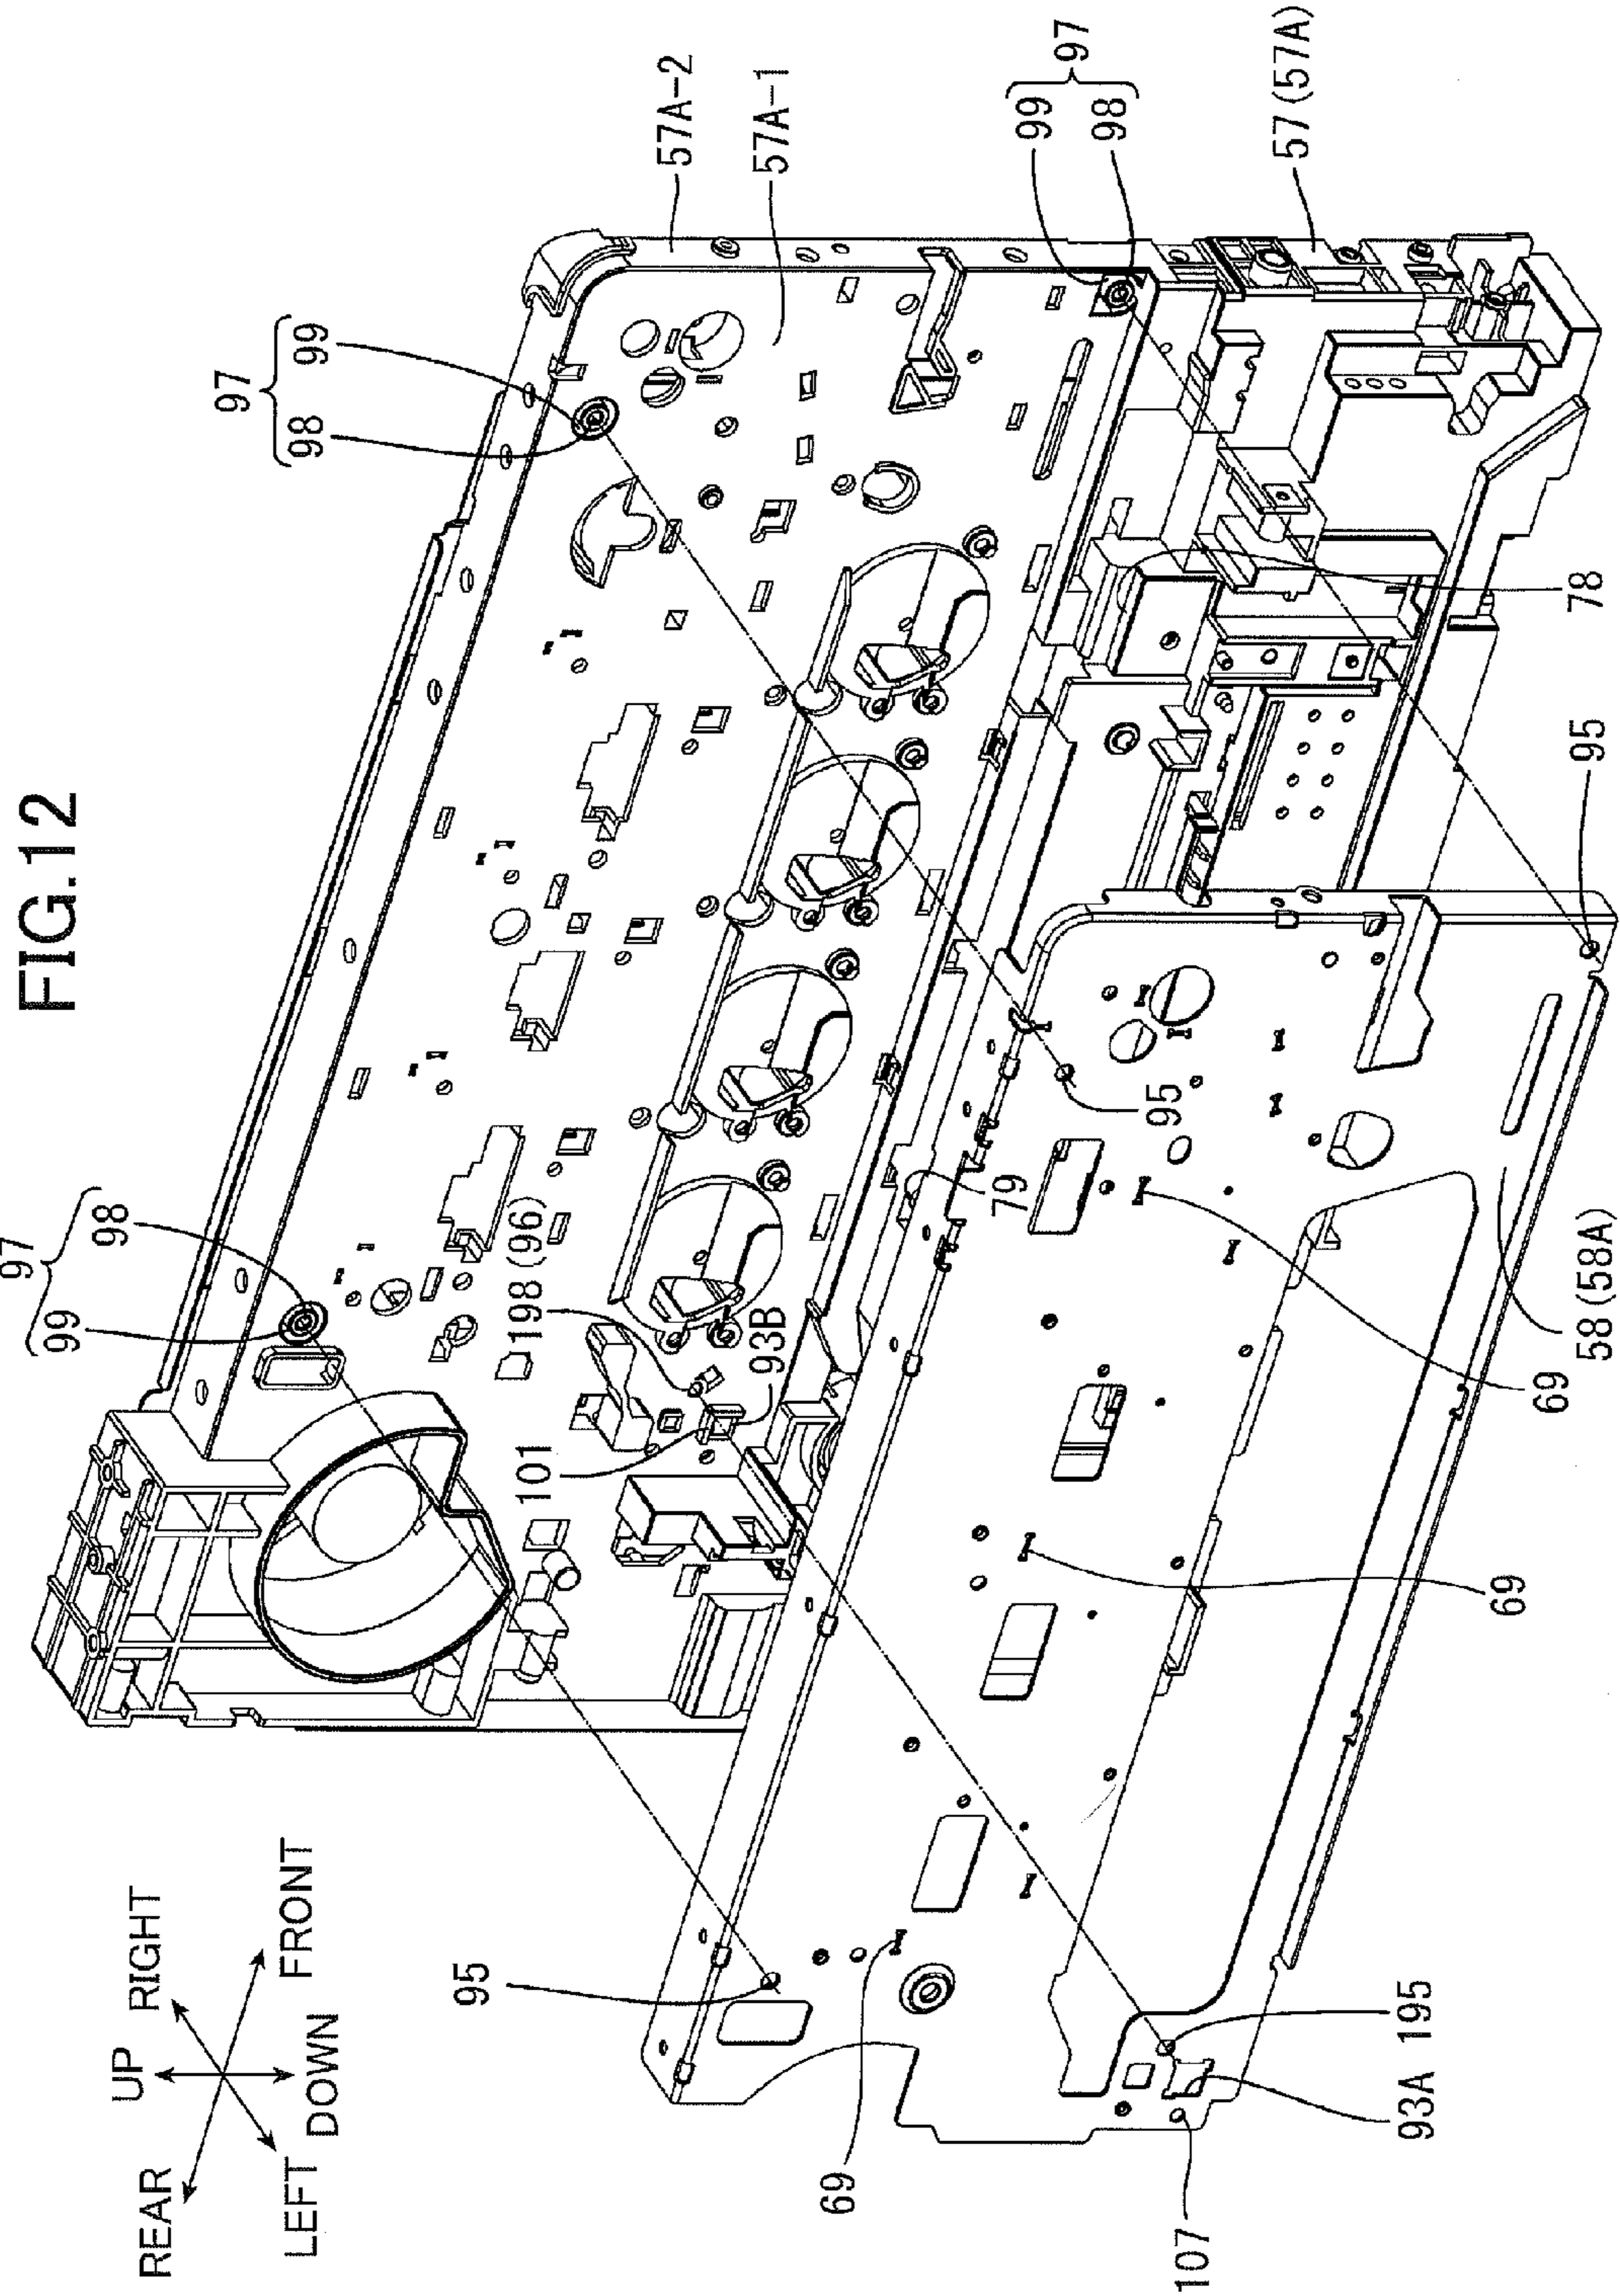 FIG.12
UP
REAR
RIGHT
LEFT
FRONT
DOWN
97
99
98
97
98
99
57A-2
57A-1
99
98
97
57(57A)
198(96)
93B
101
79
78
95
95
95
69
69
69
58(58A)
107
93A
195